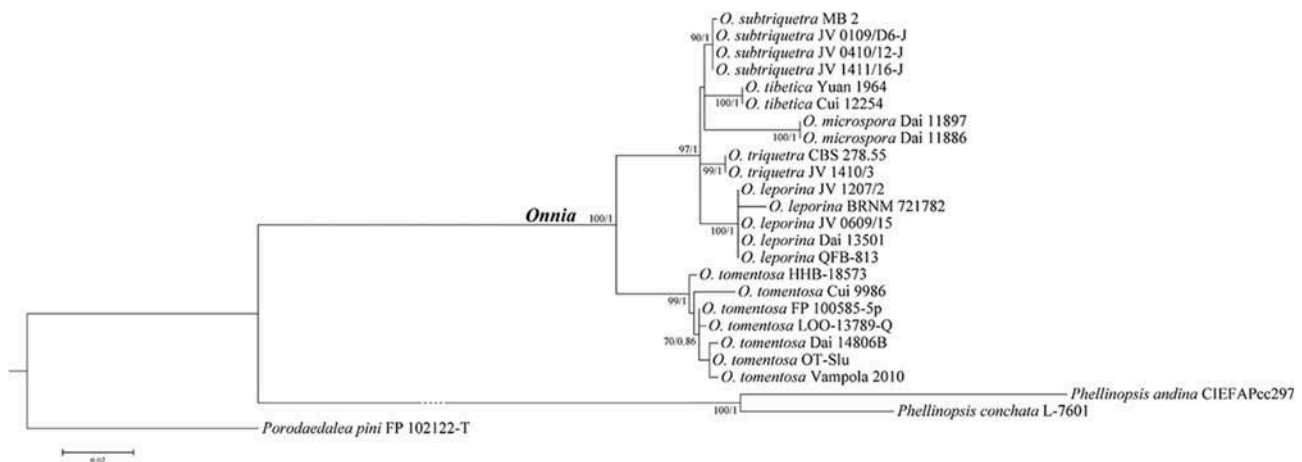 O. subtriquetra MB 2
90/1
O. subtriquetra JV 0109/D6-J
O. subtriquetra JV 0410/12-J
O. subtriquetra JV 1411/16-J
O. tibetica Yuan 1964
100/1
O. tibetica Cui 12254
O. microspora Dai 11897
100/1
O. microspora Dai 11886
97/1
O. triquetra CBS 278.55
99/1
O. triquetra JV 1410/3
O. leporina JV 1207/2
O. leporina BRNM 721782
Onnia
100/1
100/1
O. leporina JV 0609/15
O. leporina Dai 13501
O. leporina QFB-813
O. tomentosa HHB-18573
O. tomentosa Cui 9986
99/1
O. tomentosa FP 100585-5p
O. tomentosa LOO-13789-Q
70/0.86
O. tomentosa Dai 14806B
O. tomentosa OT-Slu
O. tomentosa Vampola 2010
Phellinopsis andina CIEFAPcc297
100/1
Phellinopsis conchata L-7601
Porodaedalea pini FP 102122-T
0.02